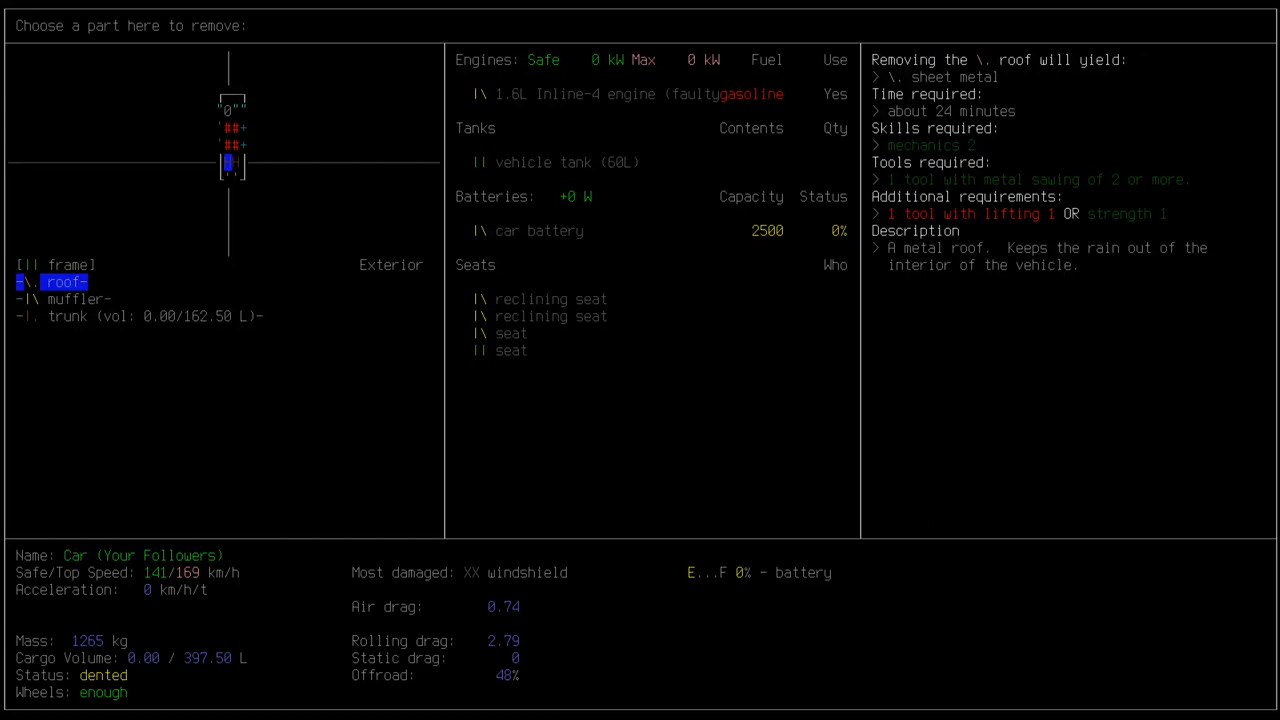 Choose a part here to remove:
"0""
'##+
'##+
H
''
[|| frame] Exterior
-\. roof-
-|\ muffler-
-|. trunk (vol: 0.00/162.50 L)-
Engines: Safe 0 kW Max 0 kW Fuel Use
|\ 1.6L Inline-4 engine (faultygasoline Yes
Tanks Contents Qty
|| vehicle tank (60L)
Batteries: +0 W Capacity Status
|\ car battery 2500 0%
Seats Who
|\ reclining seat
|\ reclining seat
|\ seat
|| seat
Removing the \. roof will yield:
> \. sheet metal
Time required:
> about 24 minutes
Skills required:
> mechanics 2
Tools required:
> 1 tool with metal sawing of 2 or more.
Additional requirements:
> 1 tool with lifting 1 OR strength 1
Description
> A metal roof. Keeps the rain out of the
interior of the vehicle.
Name: Car (Your Followers)
Safe/Top Speed: 141/169 km/h
Acceleration: 0 km/h/t
Mass: 1265 kg
Cargo Volume: 0.00 / 397.50 L
Status: dented
Wheels: enough
Most damaged: XX windshield
Air drag: 0.74
Rolling drag: 2.79
Static drag: 0
Offroad: 48%
E...F 0% - battery